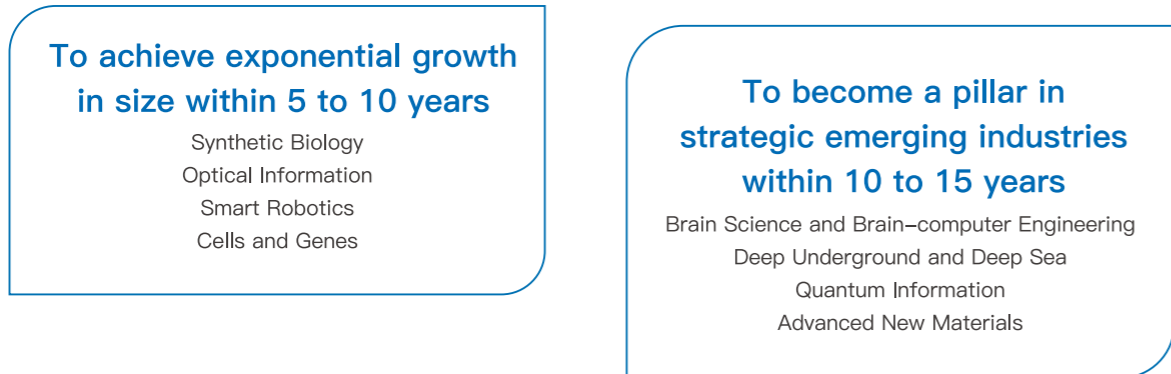 To achieve exponential growth
in size within 5 to 10 years
Synthetic Biology
Optical Information
Smart Robotics
Cells and Genes
To become a pillar in
strategic emerging industries
within 10 to 15 years
Brain Science and Brain–computer Engineering
Deep Underground and Deep Sea
Quantum Information
Advanced New Materials